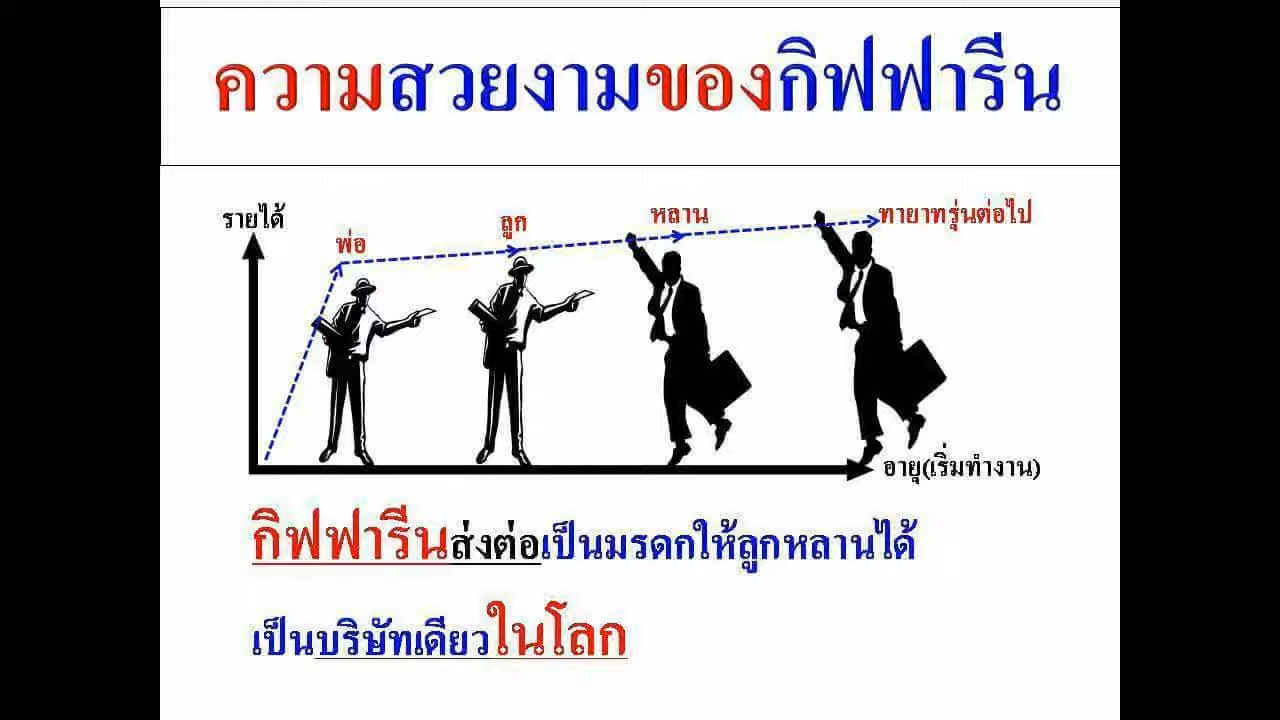 ความสวยงามของกิฟฟารีน
รายได้
พ่อ
ลูก
หลาน
ทายาทรุ่นต่อไป
อายุ(เริ่มทำงาน)
กิฟฟารีนส่งต่อเป็นมรดกให้ลูกหลานได้
เป็นบริษัทเดียวในโลก